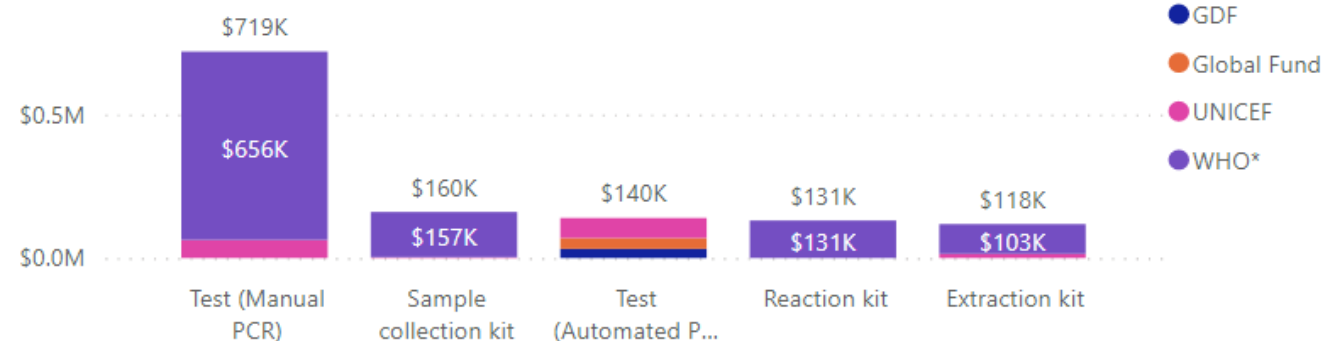 $719K
$0.5M
$656K
$160K
$157K
$140K
$131K
$131K
$118K
$103K
$0.0M
Test (Manual
PCR)
Sample
collection kit
Test
(Automated P...
Reaction kit
Extraction kit
GDF
Global Fund
UNICEF
WHO*